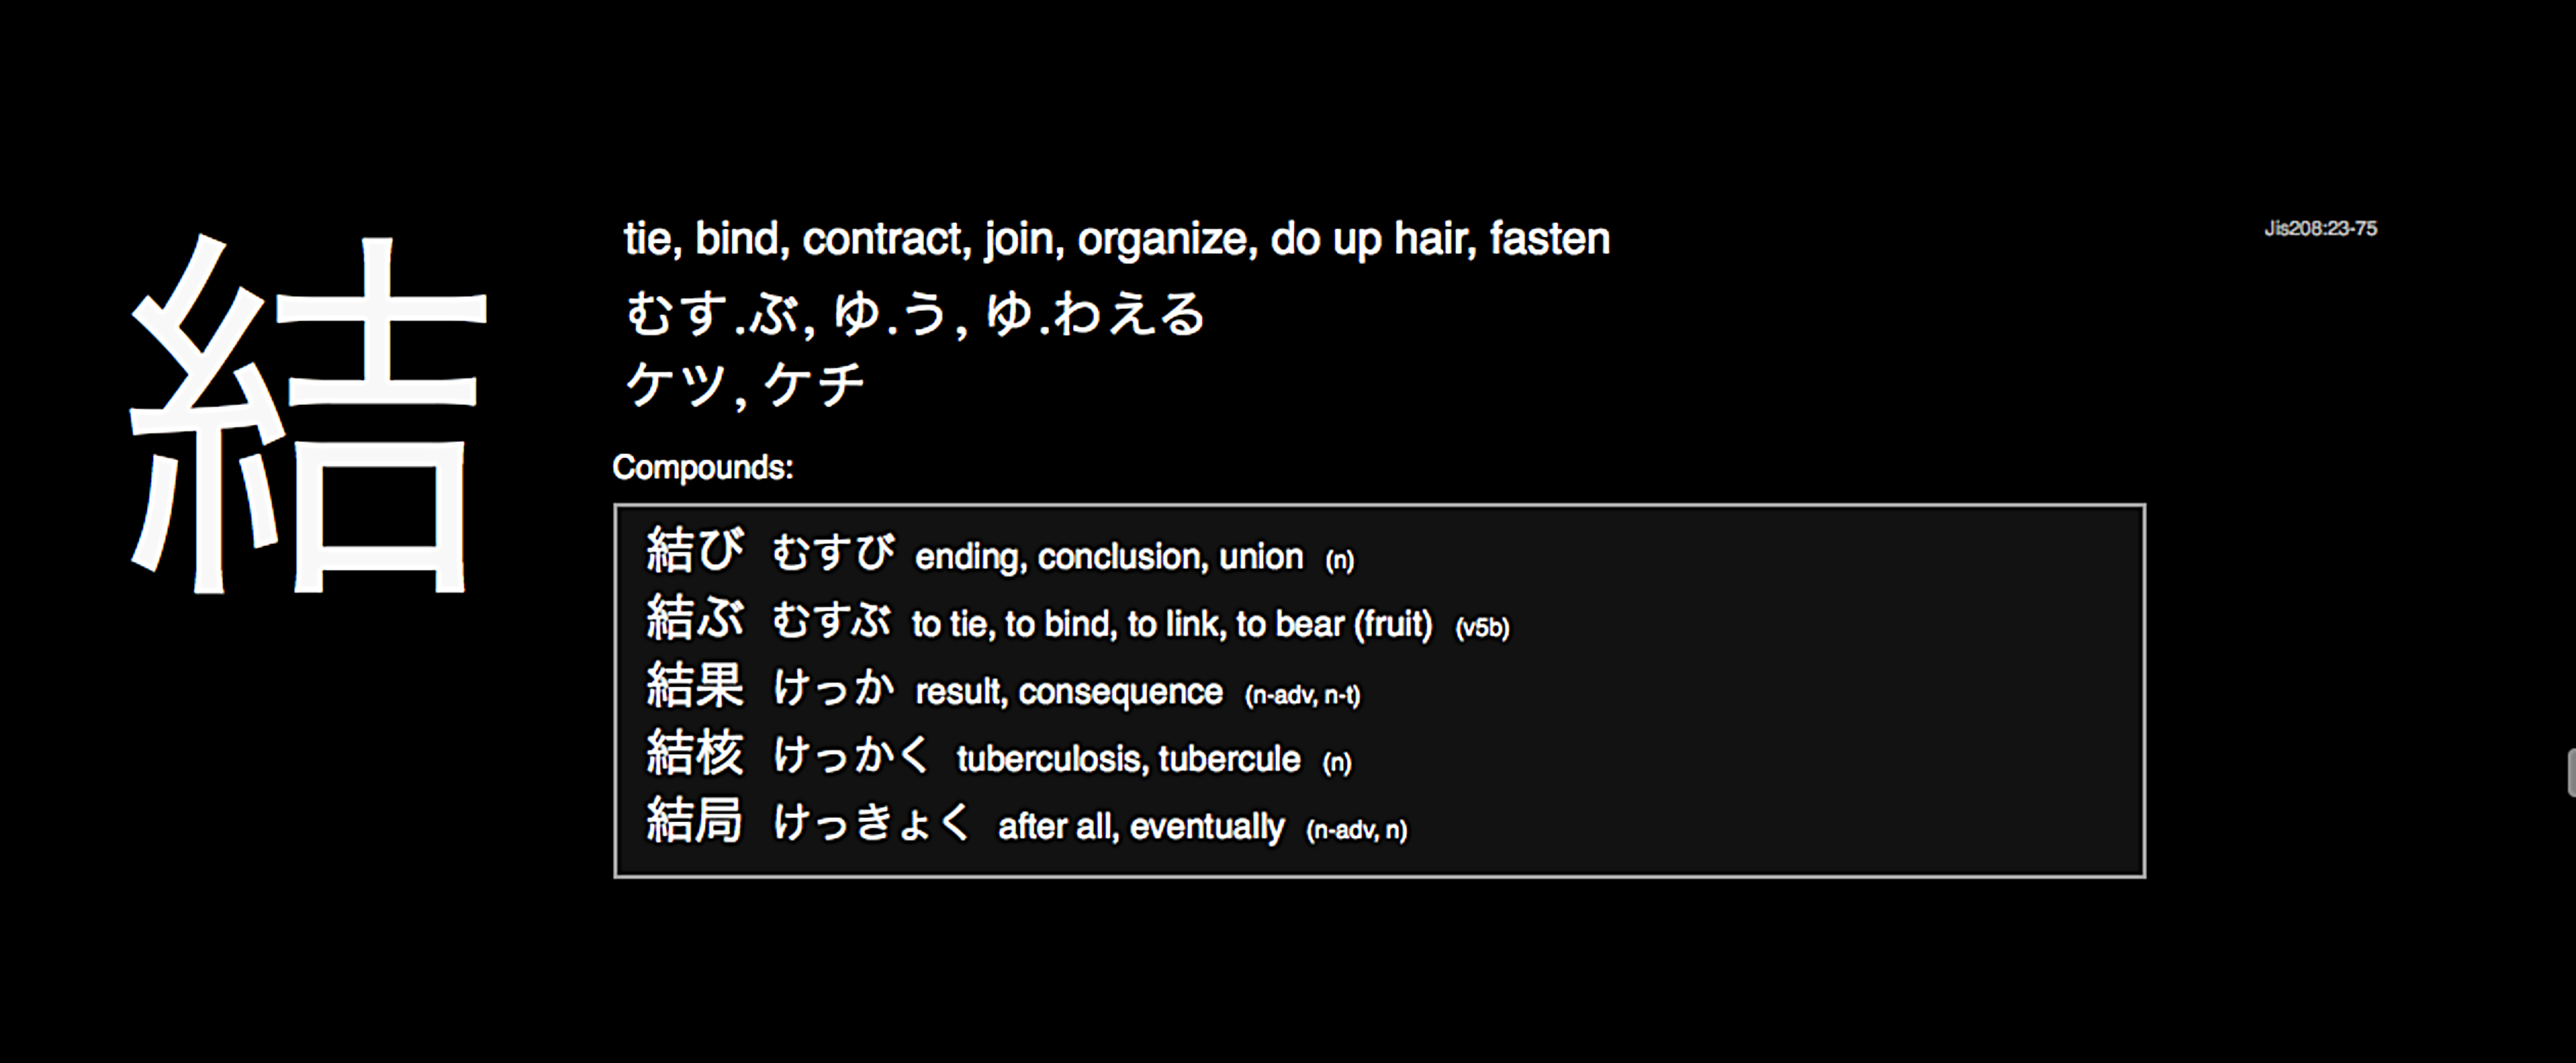 結
tie, bind, contract, join, organize, do up hair, fasten
Jis208:23-75
むす.ぶ, ゆ.う, ゆ.わえる
ケツ, ケチ
Compounds:
結び むすび ending, conclusion, union (n)
結ぶ むすぶ to tie, to bind, to link, to bear (fruit) (v5b)
結果 けっか result, consequence (n-adv, n-t)
結核 けっかく tuberculosis, tubercule (n)
結局 けっきょく after all, eventually (n-adv, n)